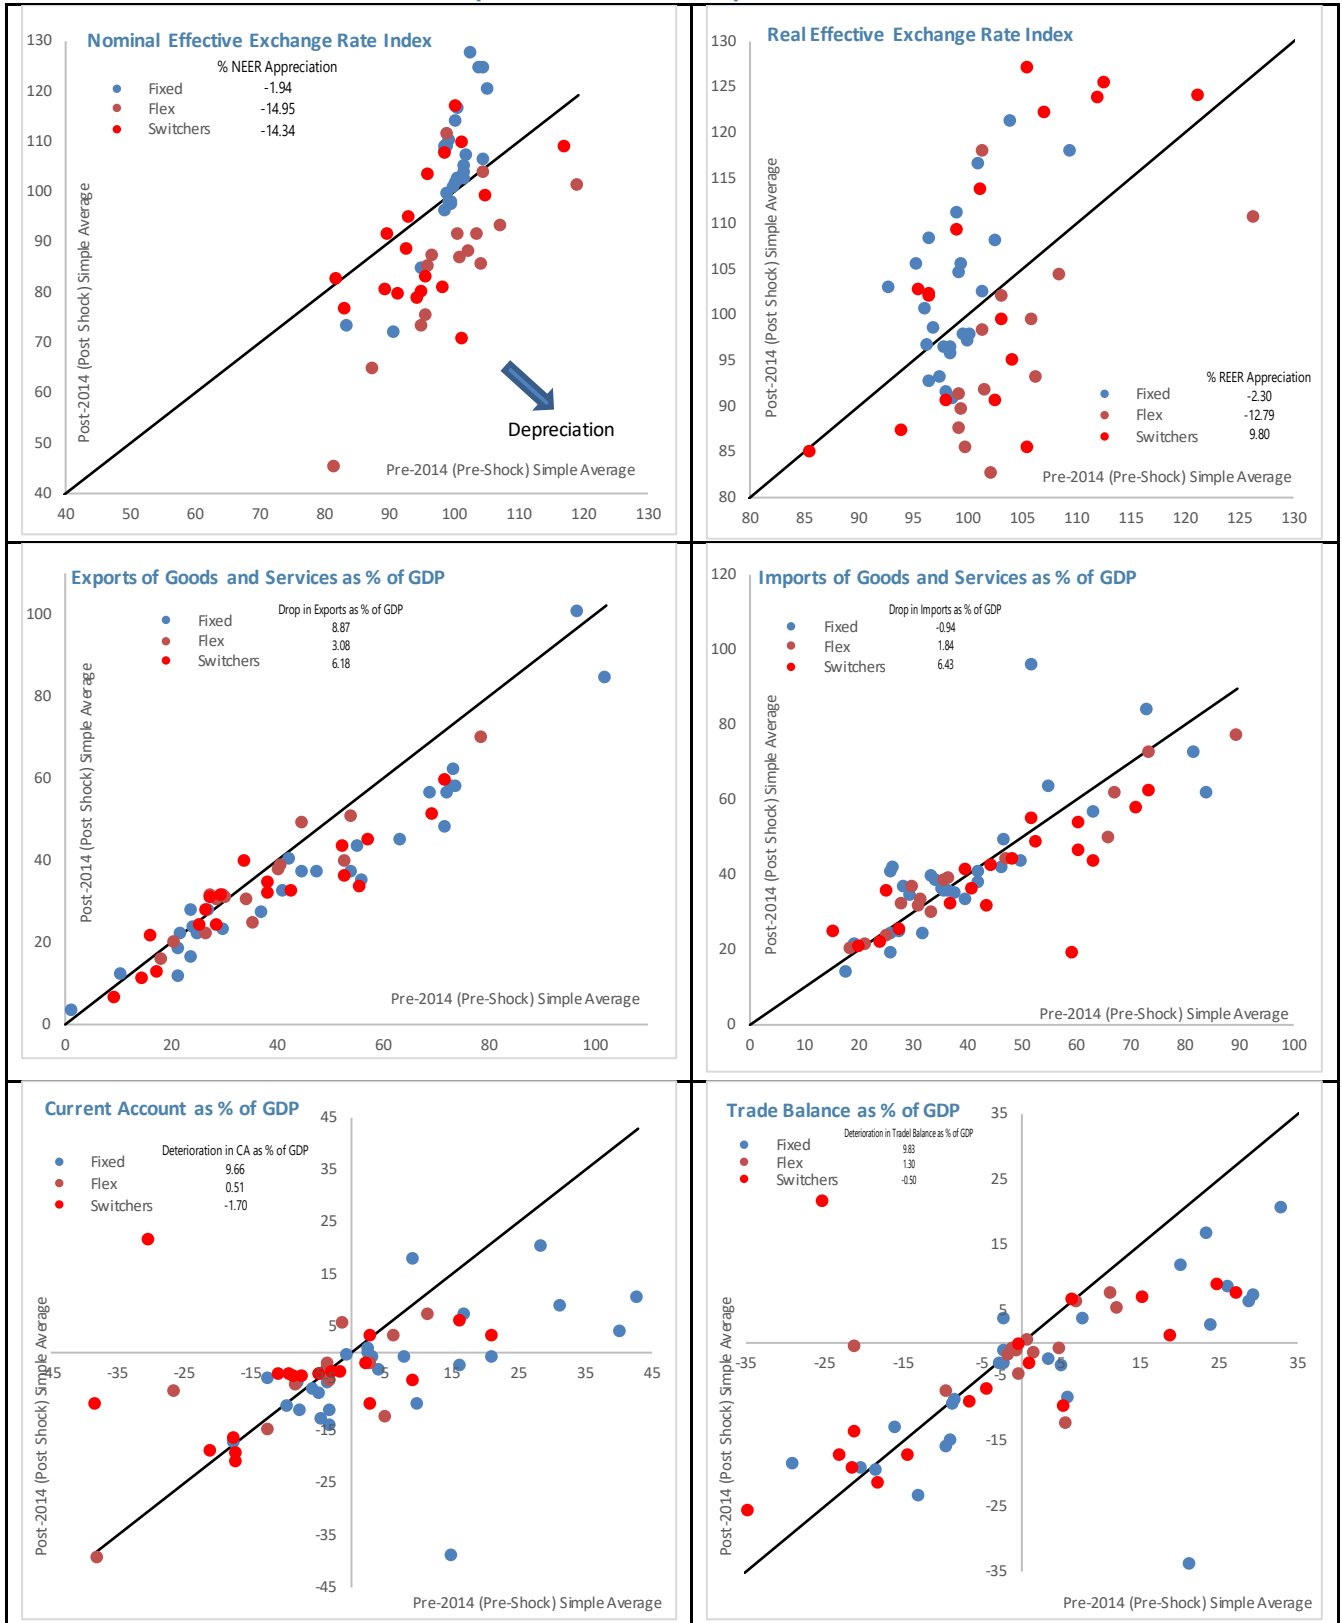 Nominal Effective Exchange Rate Index
% NEER Appreciation
Fixed -1.94
Flex -14.95
Switchers -14.34
Post-2014 (Post Shock) Simple Average
130
120
110
100
90
80
70
60
50
40
Depreciation
Pre-2014 (Pre-Shock) Simple Average
40 50 60 70 80 90 100 110 120 130
Real Effective Exchange Rate Index
Post-2014 (Post Shock) Simple Average
130
125
120
115
110
105
100
95
90
85
80
% REER Appreciation
Fixed -2.30
Flex -12.79
Switchers 9.80
Pre-2014 (Pre-Shock) Simple Average
80 85 90 95 100 105 110 115 120 125 130
Exports of Goods and Services as % of GDP
Drop in Exports as % of GDP
Fixed 8.87
Flex 3.08
Switchers 6.18
Post-2014 (Post Shock) Simple Average
100
80
60
40
20
0
Pre-2014 (Pre-Shock) Simple Average
0 20 40 60 80 100
Imports of Goods and Services as % of GDP
Drop in Imports as % of GDP
Fixed -0.94
Flex 1.84
Switchers 6.43
Post-2014 (Post Shock) Simple Average
120
100
80
60
40
20
0
Pre-2014 (Pre-Shock) Simple Average
0 10 20 30 40 50 60 70 80 90 100
Current Account as % of GDP
Deterioration in CA as % of GDP
Fixed 9.66
Flex 0.51
Switchers -1.70
Post-2014 (Post Shock) Simple Average
45
35
25
15
5
-5
-15
-25
-35
-45
45 -35 -25 -15 -5 5 15 25 35 45
Pre-2014 (Pre-Shock) Simple Average
Trade Balance as % of GDP
Deterioration in Tradel Balance as % of GDP
Fixed 9.83
Flex 1.30
Switchers -0.50
Post-2014 (Post Shock) Simple Average
35
25
15
5
-5
-15
-25
-35
-35 -25 -15 -5 5 15 25 35
Pre-2014 (Pre-Shock) Simple Average